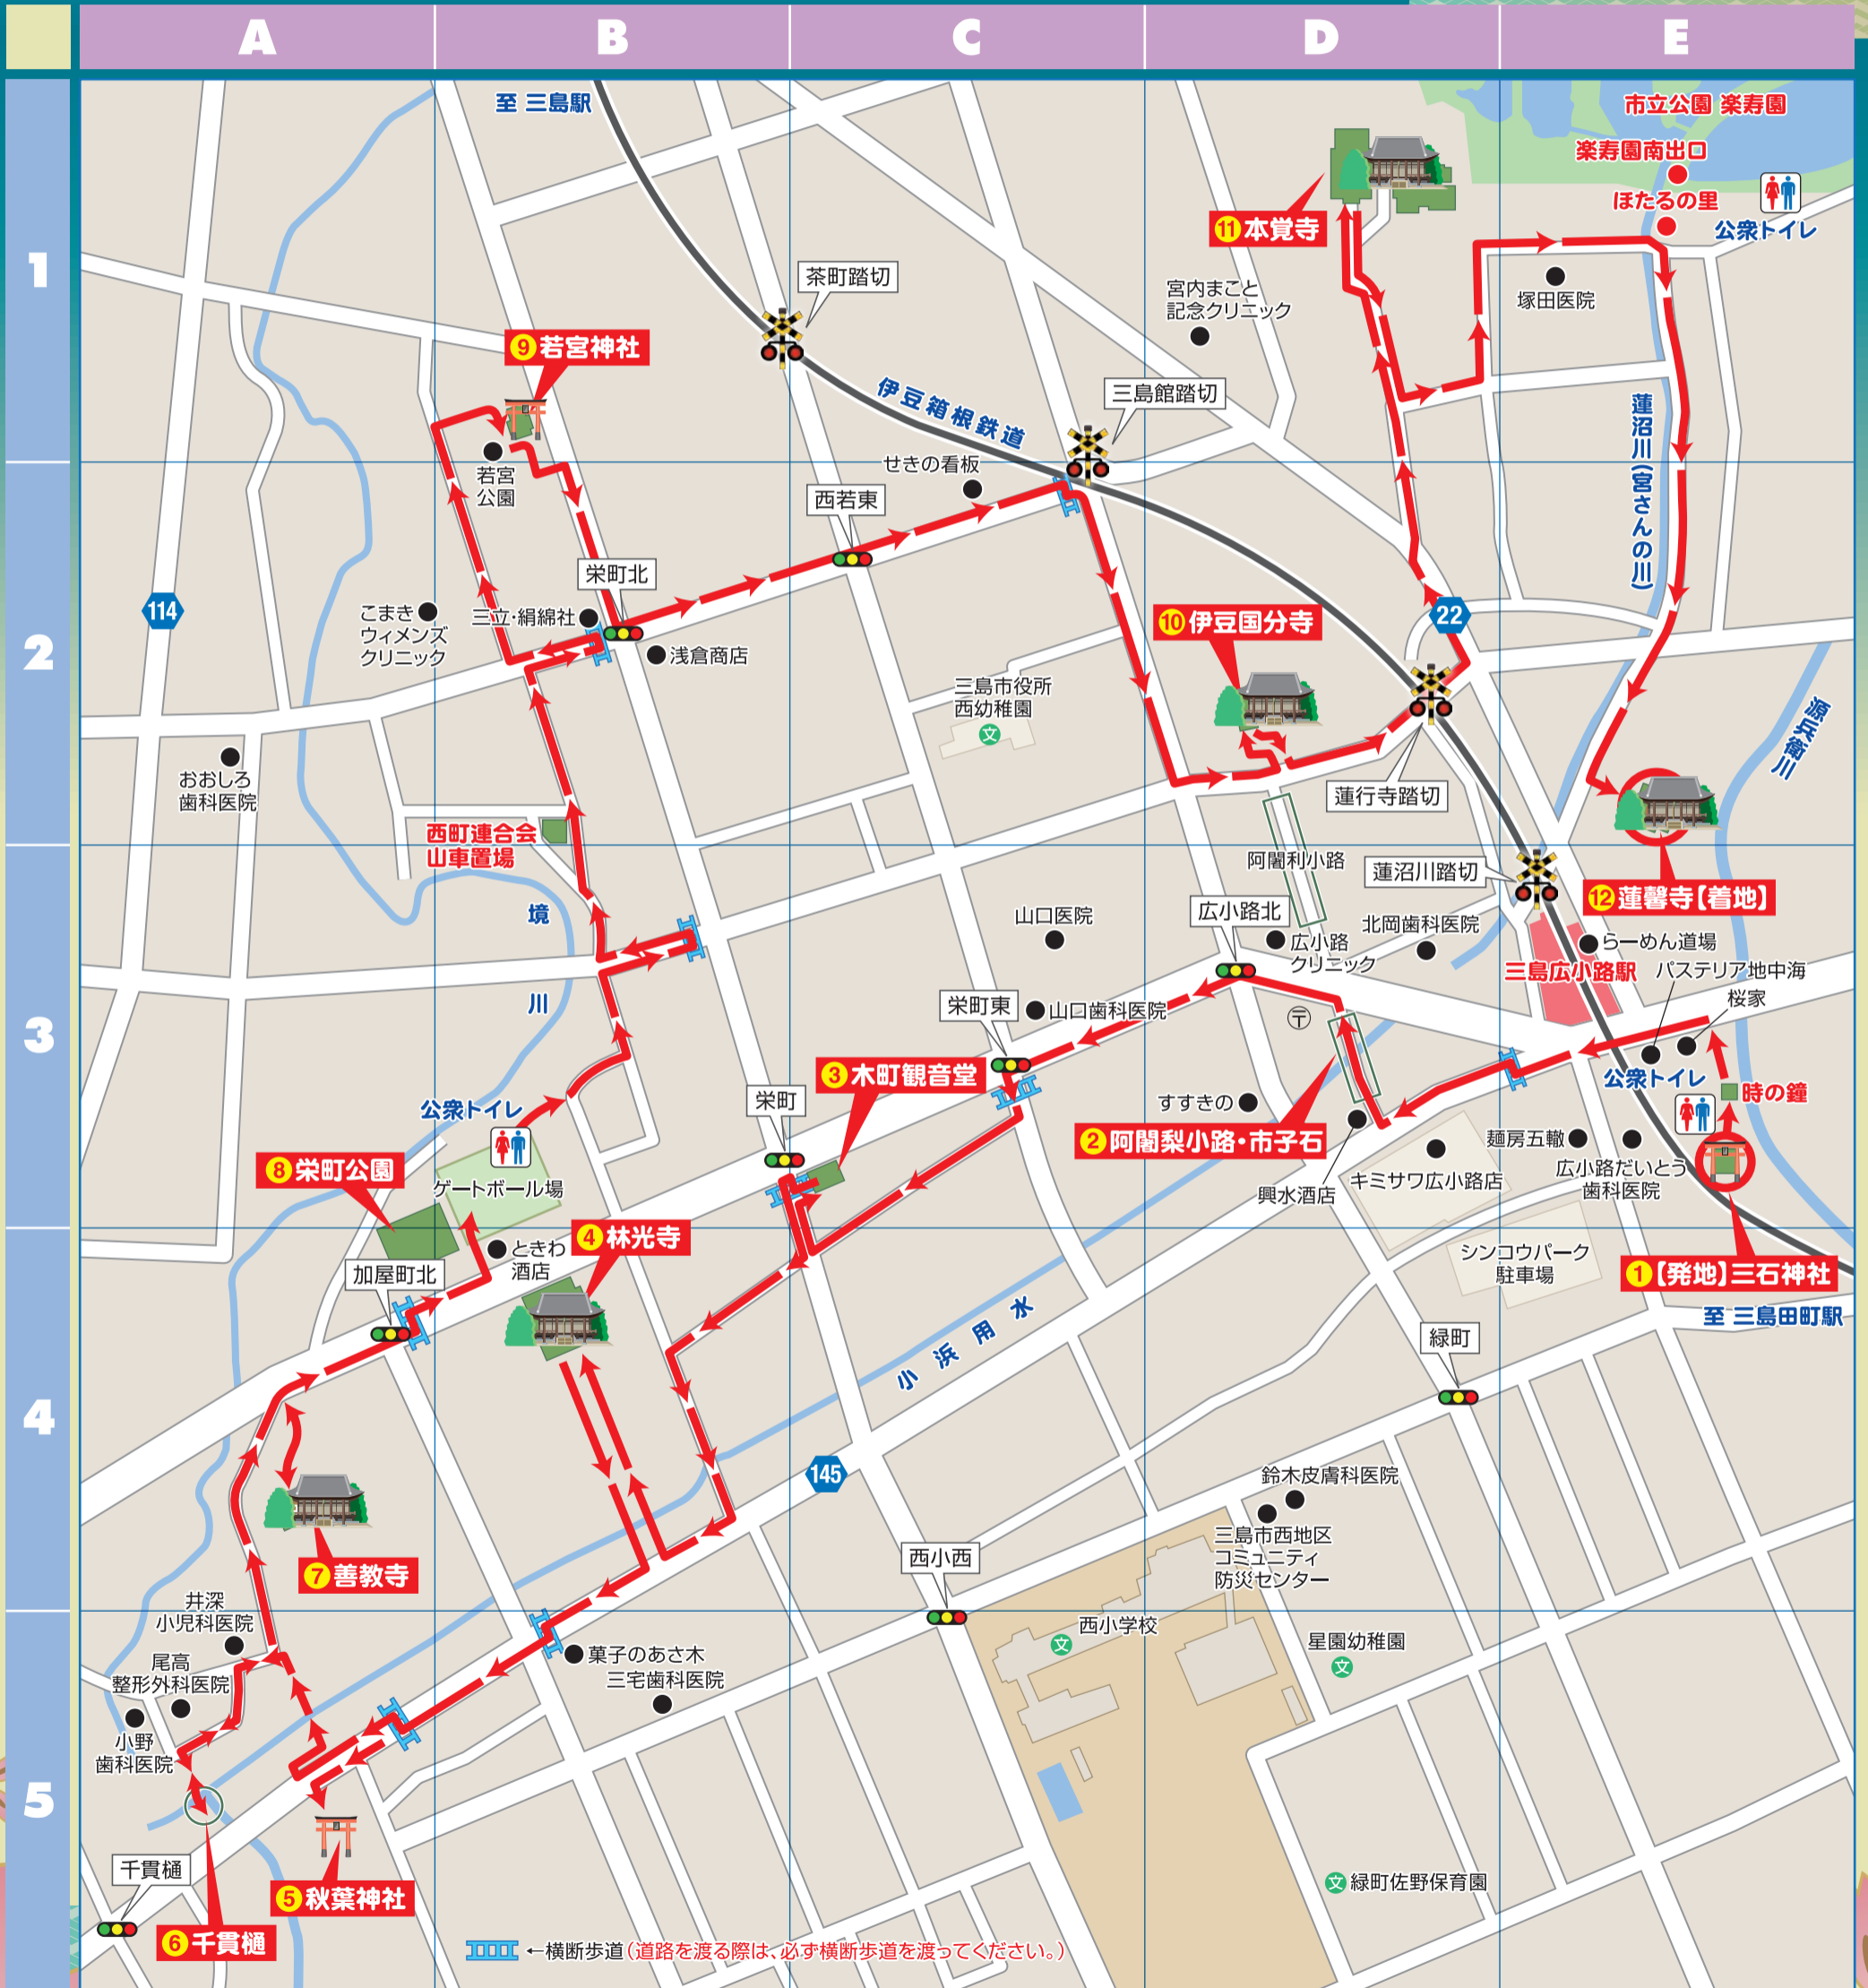 A
B
C
D
E
1
2
3
4
5
至 三島駅
市立公園 楽寿園
楽寿園南出口
ほたるの里
公衆トイレ
⑪本覚寺
茶町踏切
宮内まこと
記念クリニック
塚田医院
⑨若宮神社
伊豆箱根鉄道
三島館踏切
蓮沼川(宮さんの川)
若宮
公園
せきの看板
西若東
栄町北
114
こまき
ウィメンズ
クリニック
三立・絹綿社
浅倉商店
⑩伊豆国分寺
22
三島市役所
西幼稚園
文
源兵衛川
おおしろ
歯科医院
蓮行寺踏切
西町連合会
山車置場
阿闍利小路
蓮沼川踏切
⑫蓮馨寺【着地】
境
川
山口医院
広小路北
広小路
クリニック
北岡歯科医院
らーめん道場
三島広小路駅
パステリア地中海
桜家
栄町東
山口歯科医院
〒
③木町観音堂
公衆トイレ
時の鐘
公衆トイレ
栄町
すすきの
②阿闍梨小路・市子石
麺房五轍
広小路だいとう
歯科医院
⑧栄町公園
ゲートボール場
興水酒店
キミサワ広小路店
④林光寺
ときわ
酒店
加屋町北
シンコウパーク
駐車場
①【発地】三石神社
至 三島田町駅
小浜用水
緑町
145
鈴木皮膚科医院
三島市西地区
コミュニティ
防災センター
⑦善教寺
西小西
井深
小児科医院
西小学校
文
星園幼稚園
文
尾高
整形外科医院
菓子のあさ木
三宅歯科医院
小野
歯科医院
千貫樋
⑤秋葉神社
文 緑町佐野保育園
⑥千貫樋
←横断歩道(道路を渡る際は、必ず横断歩道を渡ってください。)